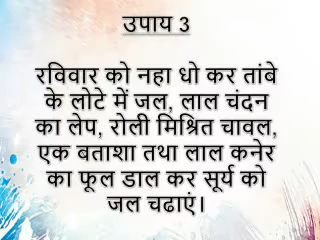 उपाय 3
रविवार को नहा धो कर तांबे
के लोटे में जल, लाल चंदन
का लेप, रोली मिश्रित चावल,
एक बताशा तथा लाल कनेर
का फूल डाल कर सूर्य को
जल चढाएं।